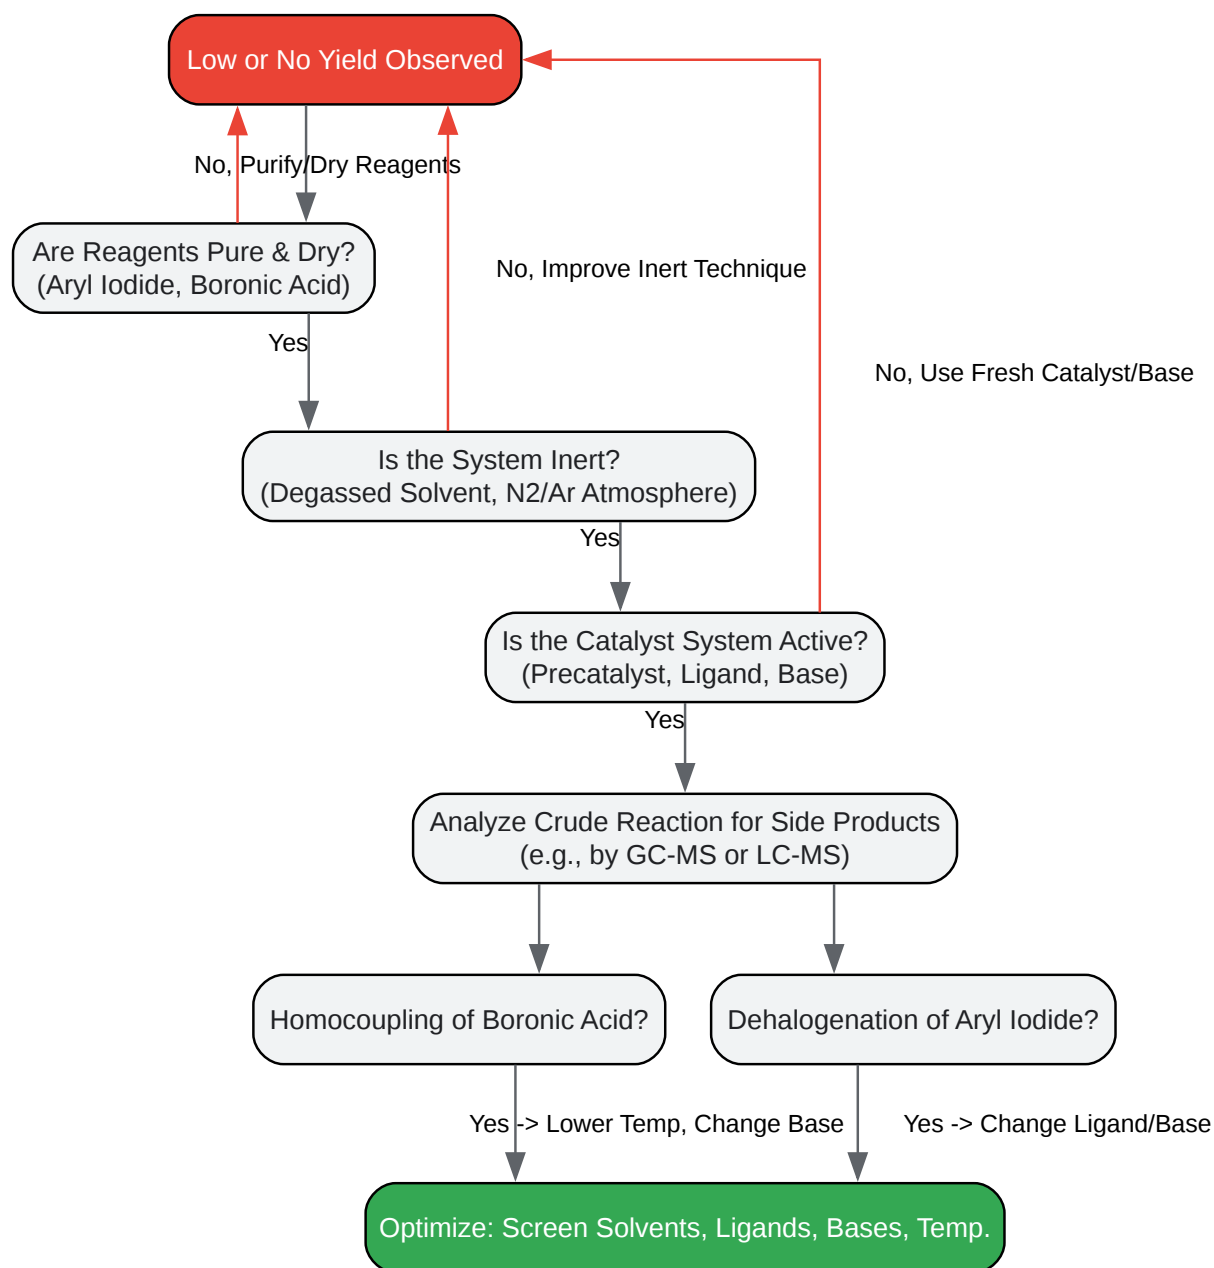 Low or No Yield Observed
No, Purify/Dry Reagents
Are Reagents Pure & Dry?
(Aryl Iodide, Boronic Acid)
No, Improve Inert Technique
Yes
No, Use Fresh Catalyst/Base
Is the System Inert?
(Degassed Solvent, N2/Ar Atmosphere)
Yes
Is the Catalyst System Active?
(Precatalyst, Ligand, Base)
Yes
Analyze Crude Reaction for Side Products
(e.g., by GC-MS or LC-MS)
Homocoupling of Boronic Acid?
Dehalogenation of Aryl Iodide?
Yes -> Lower Temp, Change Base
Yes -> Change Ligand/Base
Optimize: Screen Solvents, Ligands, Bases, Temp.